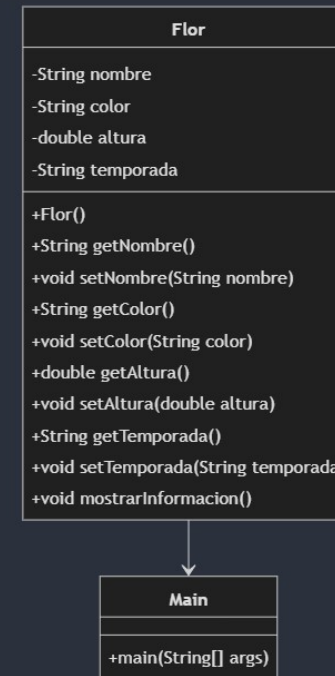 Flor
-String nombre
-String color
-double altura
-String temporada
+Flor()
+String getNombre()
+void setNombre(String nombre)
+String getColor()
+void setColor(String color)
+double getAltura()
+void setAltura(double altura)
+String getTemporada()
+void setTemporada(String temporada
+void mostrarInformacion()
Main
+main(String[] args)